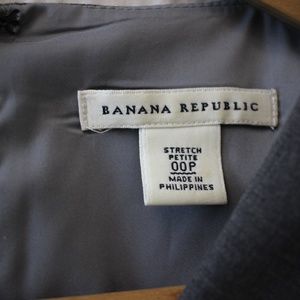 BANANA REPUBLIC
STRETCH
PETITE
00P
MADE IN
PHILIPPINES